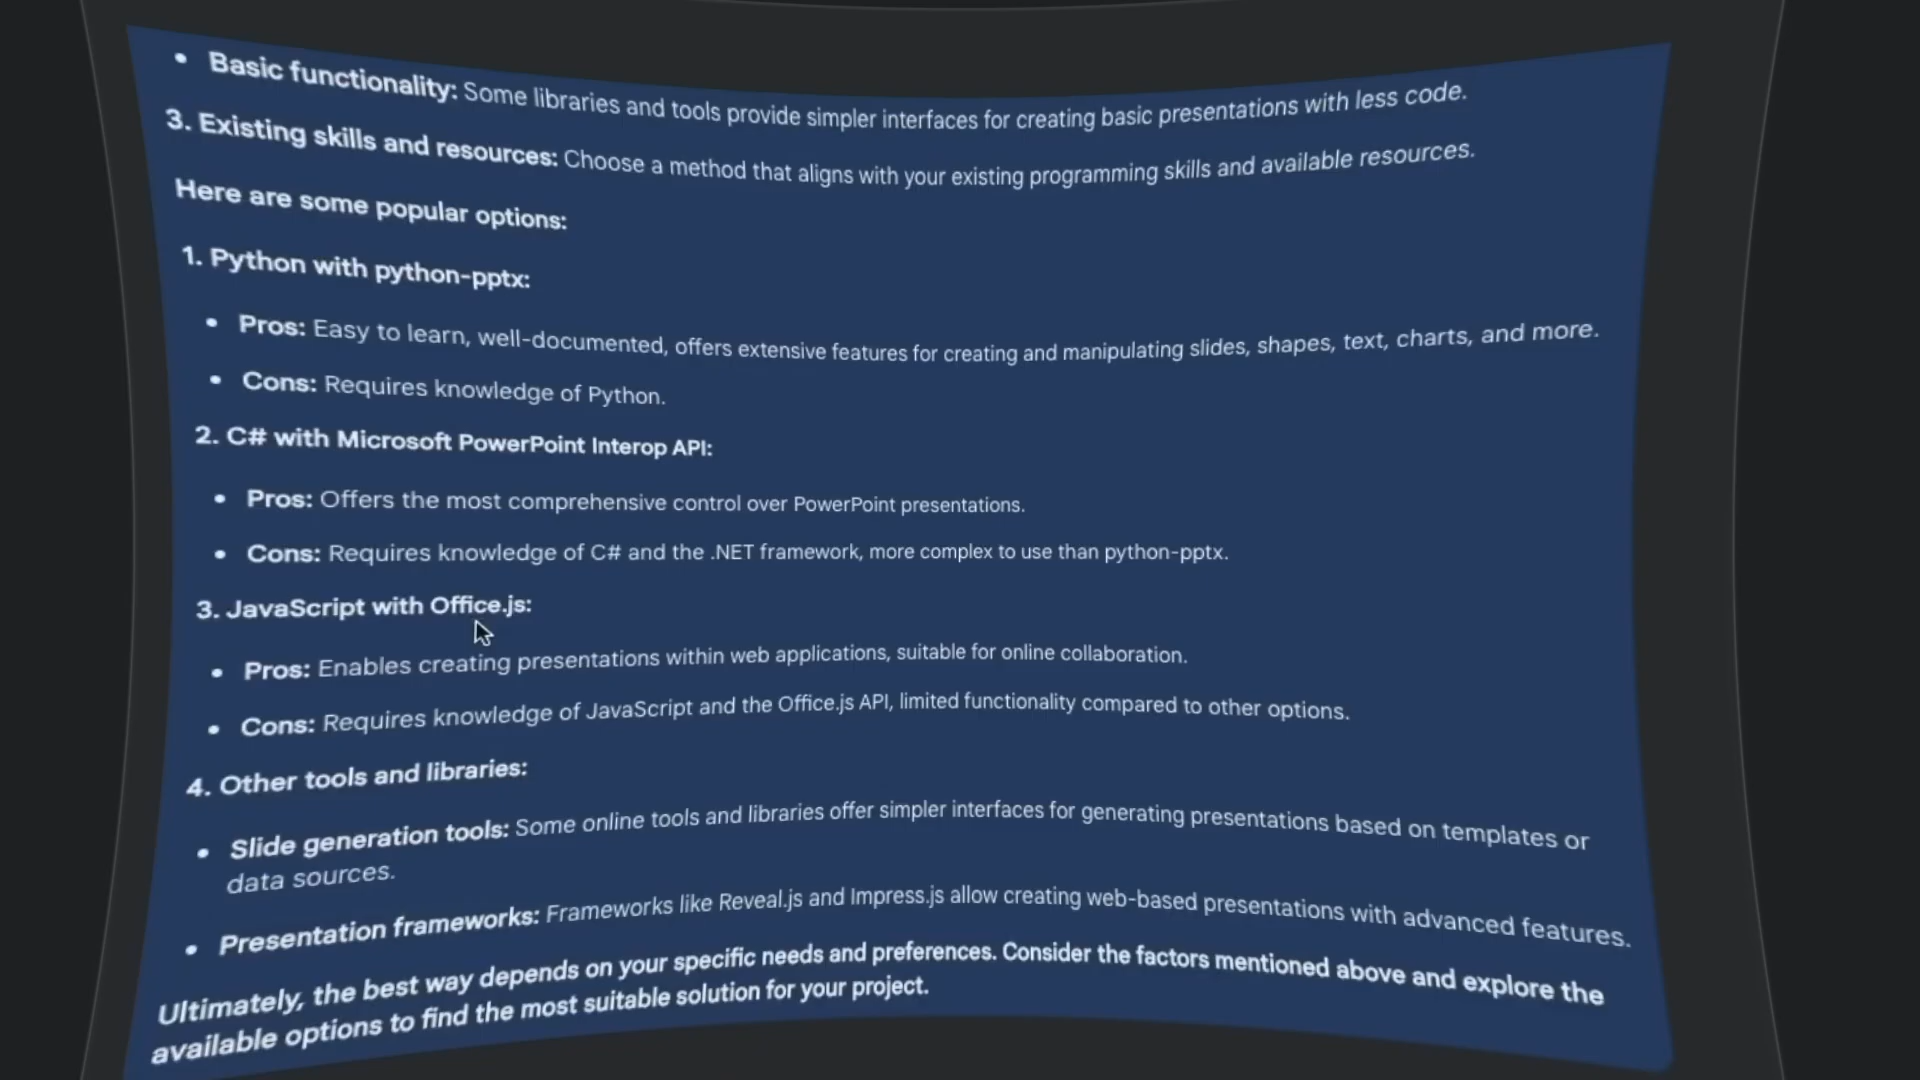 • Basic functionality: Some libraries and tools provide simpler interfaces for creating basic presentations with less code.
3. Existing skills and resources: Choose a method that aligns with your existing programming skills and available resources.
Here are some popular options:
1. Python with python-pptx:
• Pros: Easy to learn, well-documented, offers extensive features for creating and manipulating slides, shapes, text, charts, and more.
• Cons: Requires knowledge of Python.
2. C# with Microsoft PowerPoint Interop API:
• Pros: Offers the most comprehensive control over PowerPoint presentations.
• Cons: Requires knowledge of C# and the .NET framework, more complex to use than python-pptx.
3. JavaScript with Office.js:
• Pros: Enables creating presentations within web applications, suitable for online collaboration.
• Cons: Requires knowledge of JavaScript and the Office.js API, limited functionality compared to other options.
4. Other tools and libraries:
• Slide generation tools: Some online tools and libraries offer simpler interfaces for generating presentations based on templates or
data sources.
• Presentation frameworks: Frameworks like Reveal.js and Impress.js allow creating web-based presentations with advanced features.
Ultimately, the best way depends on your specific needs and preferences. Consider the factors mentioned above and explore the
available options to find the most suitable solution for your project.